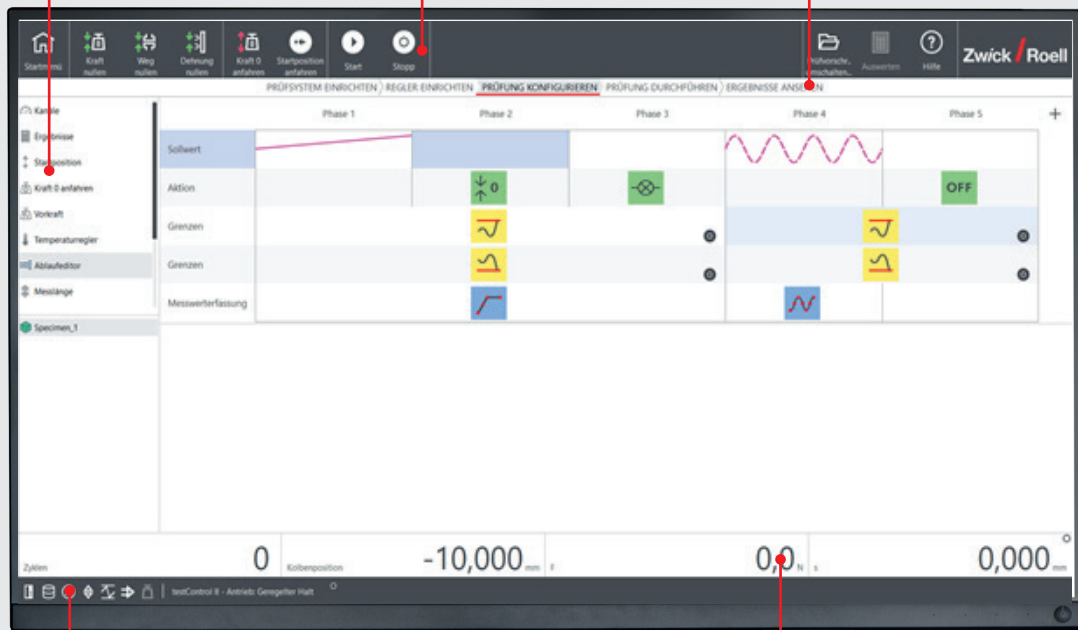 Startmenü
Kraft nullen
Weg nullen
Dehnung nullen
Kraft 0 anfahren
Startposition anfahren
Start
Stopp
Auswerten
Hilfe
Zwick / Roell
PRÜFSYSTEM EINRICHTEN
REGLER EINRICHTEN
PRÜFUNG KONFIGURIEREN
PRÜFUNG DURCHFÜHREN
ERGEBNISSE ANSEHEN
Kanäle
Ergebnisse
Startposition
Kraft 0 anfahren
Vorkraft
Temperaturregler
Ablaufeditor
Messlänge
Specimen_1
Phase 1 Phase 2 Phase 3 Phase 4 Phase 5 +
Sollwert
Aktion 0 OFF
Grenzen
Grenzen
Messwerterfassung
Zyklen 0 Kolbenposition -10,000 mm F 0,0 N s 0,000 mm
testControl II - Antrieb: Geregelter Halt